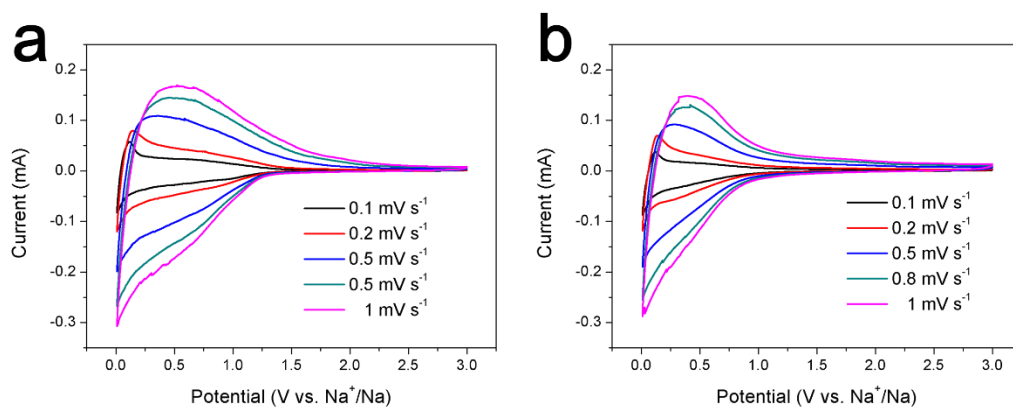 a
0.2
0.1
0.0
-0.1
-0.2
-0.3
Current (mA)
0.1 mV s⁻¹
0.2 mV s⁻¹
0.5 mV s⁻¹
0.5 mV s⁻¹
1 mV s⁻¹
0.0 0.5 1.0 1.5 2.0 2.5 3.0
Potential (V vs. Na⁺/Na)
b
0.2
0.1
0.0
-0.1
-0.2
-0.3
Current (mA)
0.1 mV s⁻¹
0.2 mV s⁻¹
0.5 mV s⁻¹
0.8 mV s⁻¹
1 mV s⁻¹
0.0 0.5 1.0 1.5 2.0 2.5 3.0
Potential (V vs. Na⁺/Na)